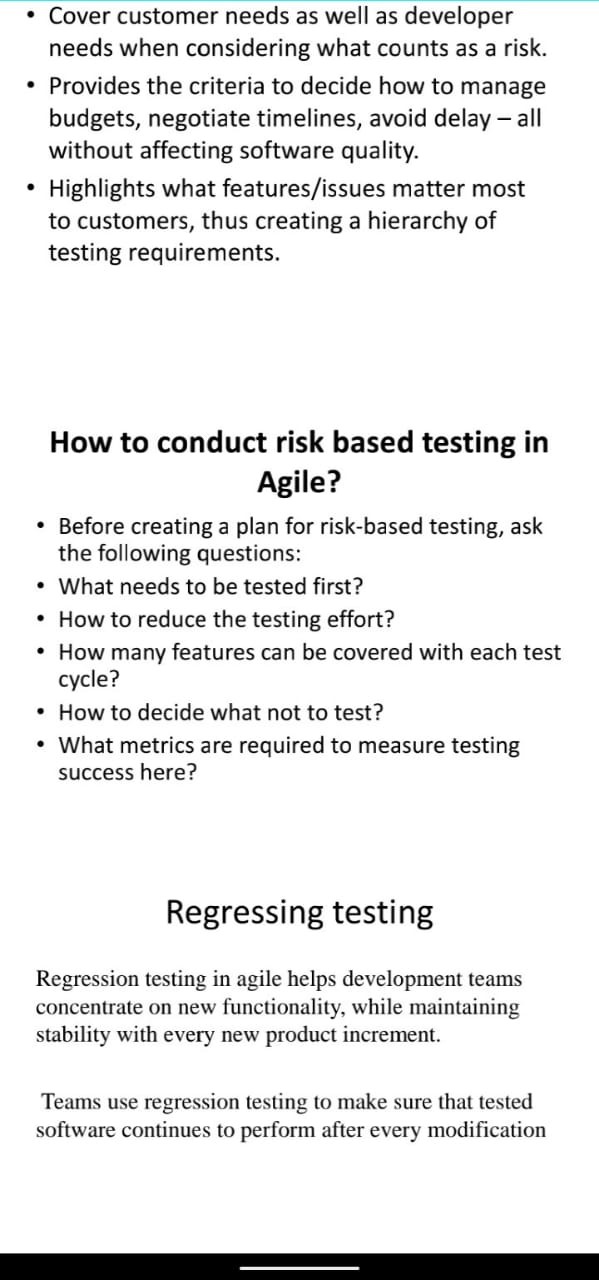 • Cover customer needs as well as developer
needs when considering what counts as a risk.
• Provides the criteria to decide how to manage
budgets, negotiate timelines, avoid delay – all
without affecting software quality.
• Highlights what features/issues matter most
to customers, thus creating a hierarchy of
testing requirements.
How to conduct risk based testing in
Agile?
• Before creating a plan for risk-based testing, ask
the following questions:
• What needs to be tested first?
• How to reduce the testing effort?
• How many features can be covered with each test
cycle?
• How to decide what not to test?
• What metrics are required to measure testing
success here?
Regressing testing
Regression testing in agile helps development teams
concentrate on new functionality, while maintaining
stability with every new product increment.
Teams use regression testing to make sure that tested
software continues to perform after every modification